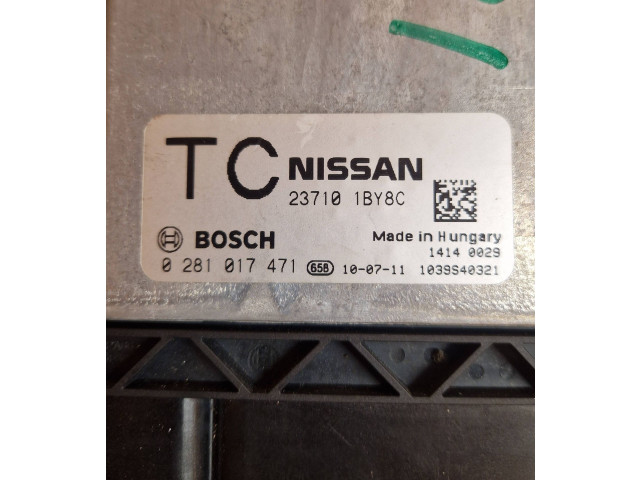 TC NISSAN
23710 1BY8C
BOSCH Made in Hungary
1414 0029
0 281 017 471 658 10-07-11 1039S40321